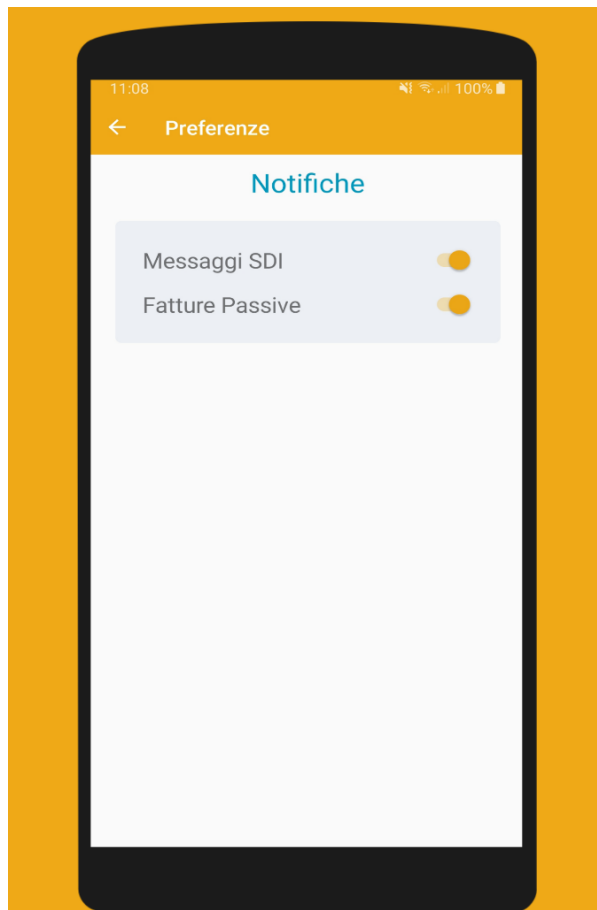 11:08 100%
Preferenze
Notifiche
Messaggi SDI
Fatture Passive